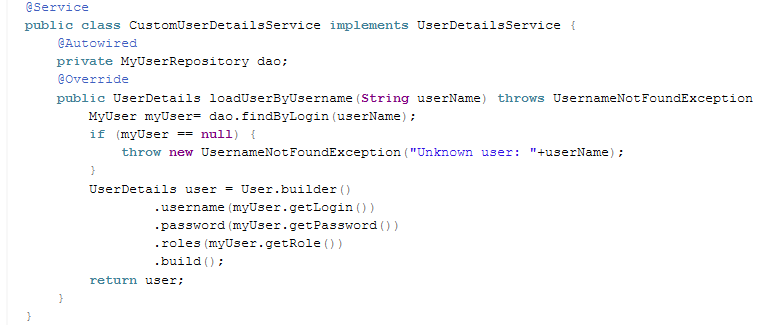 @Service
public class CustomUserDetailsService implements UserDetailsService {
@Autowired
private MyUserRepository dao;
@Override
public UserDetails loadUserByUsername(String userName) throws UsernameNotFoundException
MyUser myUser= dao.findByLogin(userName);
if (myUser == null) {
throw new UsernameNotFoundException("Unknown user: "+userName);
}
UserDetails user = User.builder()
.username(myUser.getLogin())
.password(myUser.getPassword())
.roles(myUser.getRole())
.build();
return user;
}
}